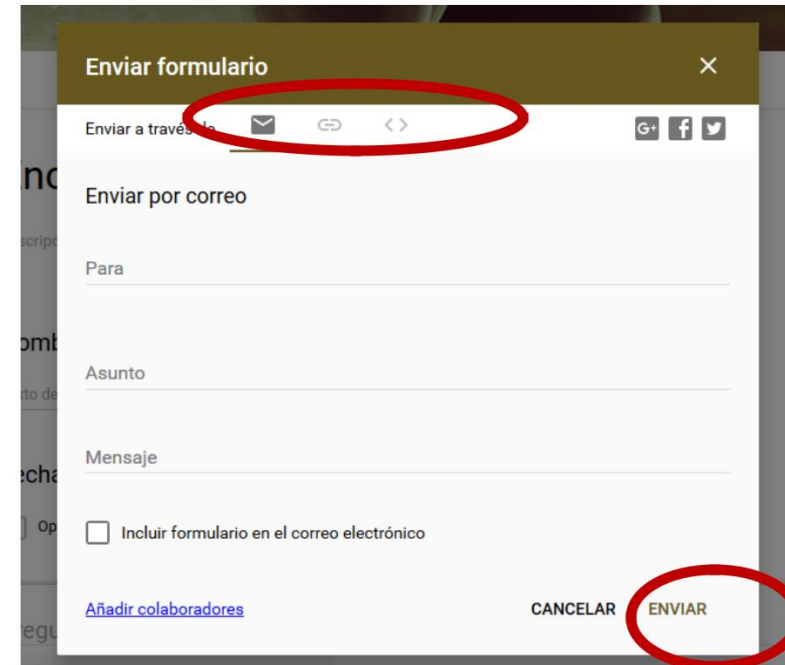 Enviar formulario
Enviar a través de
G+ f
Enviar por correo
Para
Asunto
Mensaje
Incluir formulario en el correo electrónico
Op
Añadir colaboradores
CANCELAR ENVIAR